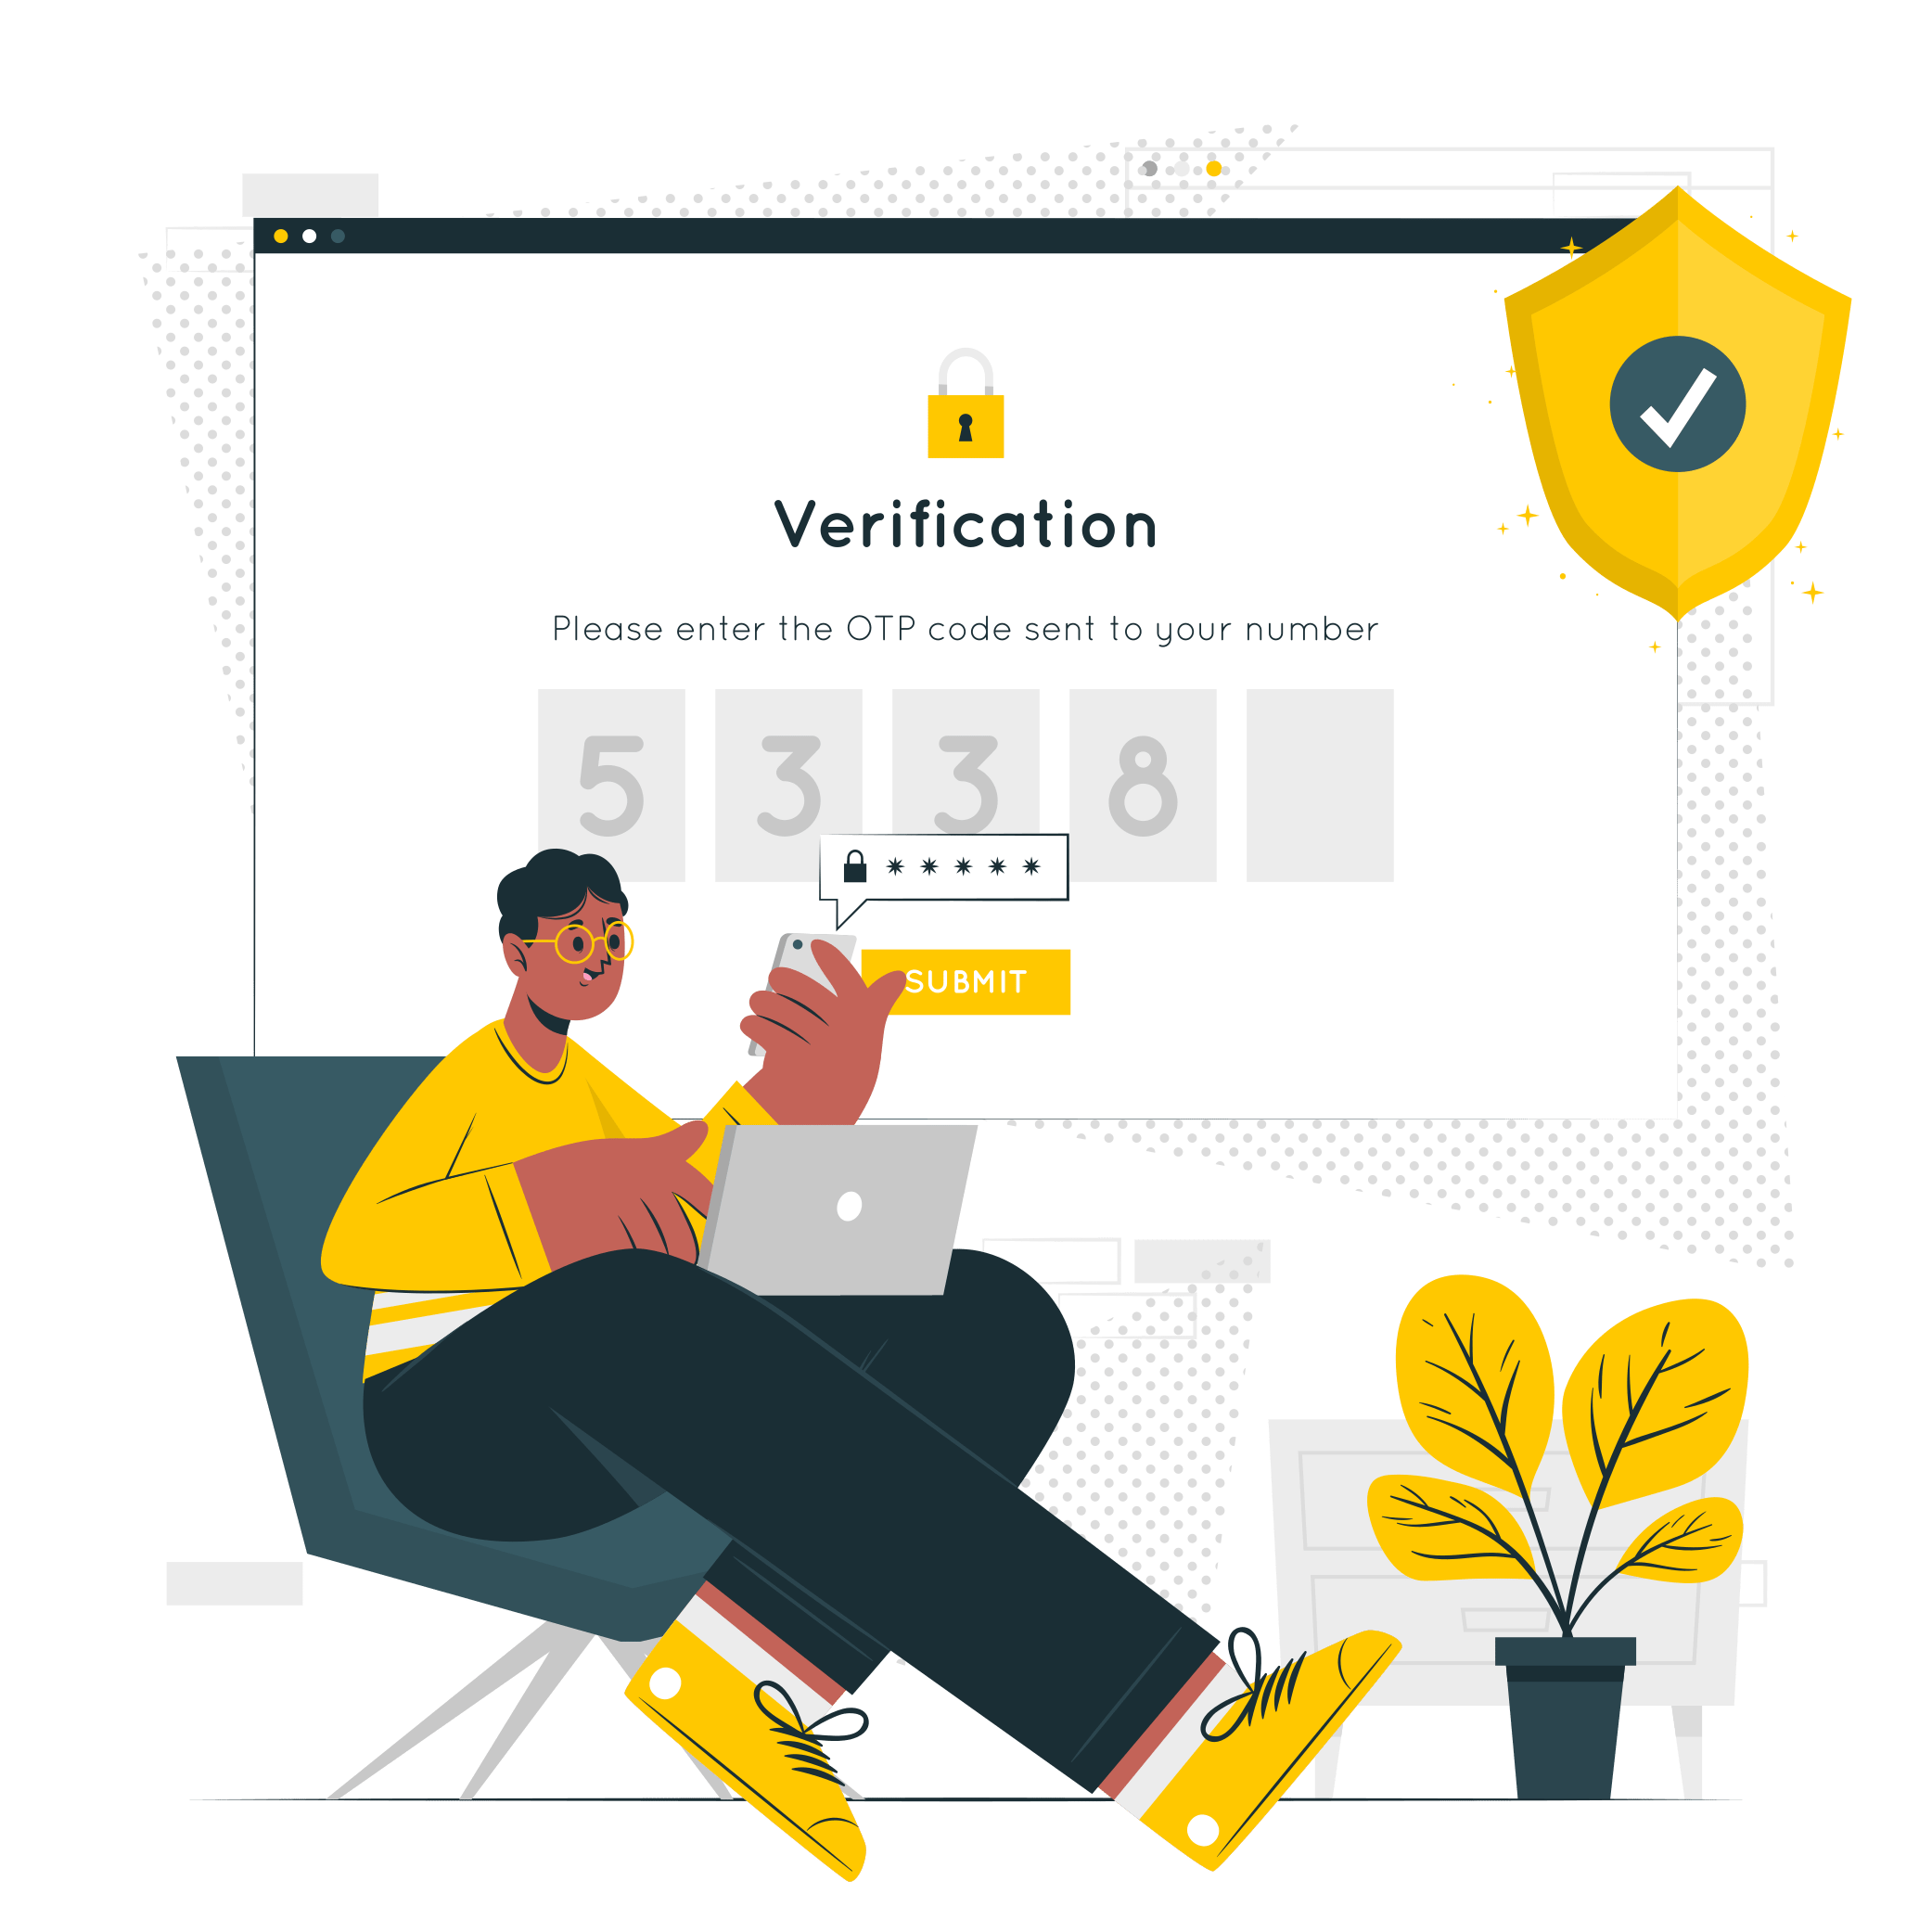 Verification
Please enter the OTP code sent to your number
5 3 3 8
* * * * *
SUBMIT